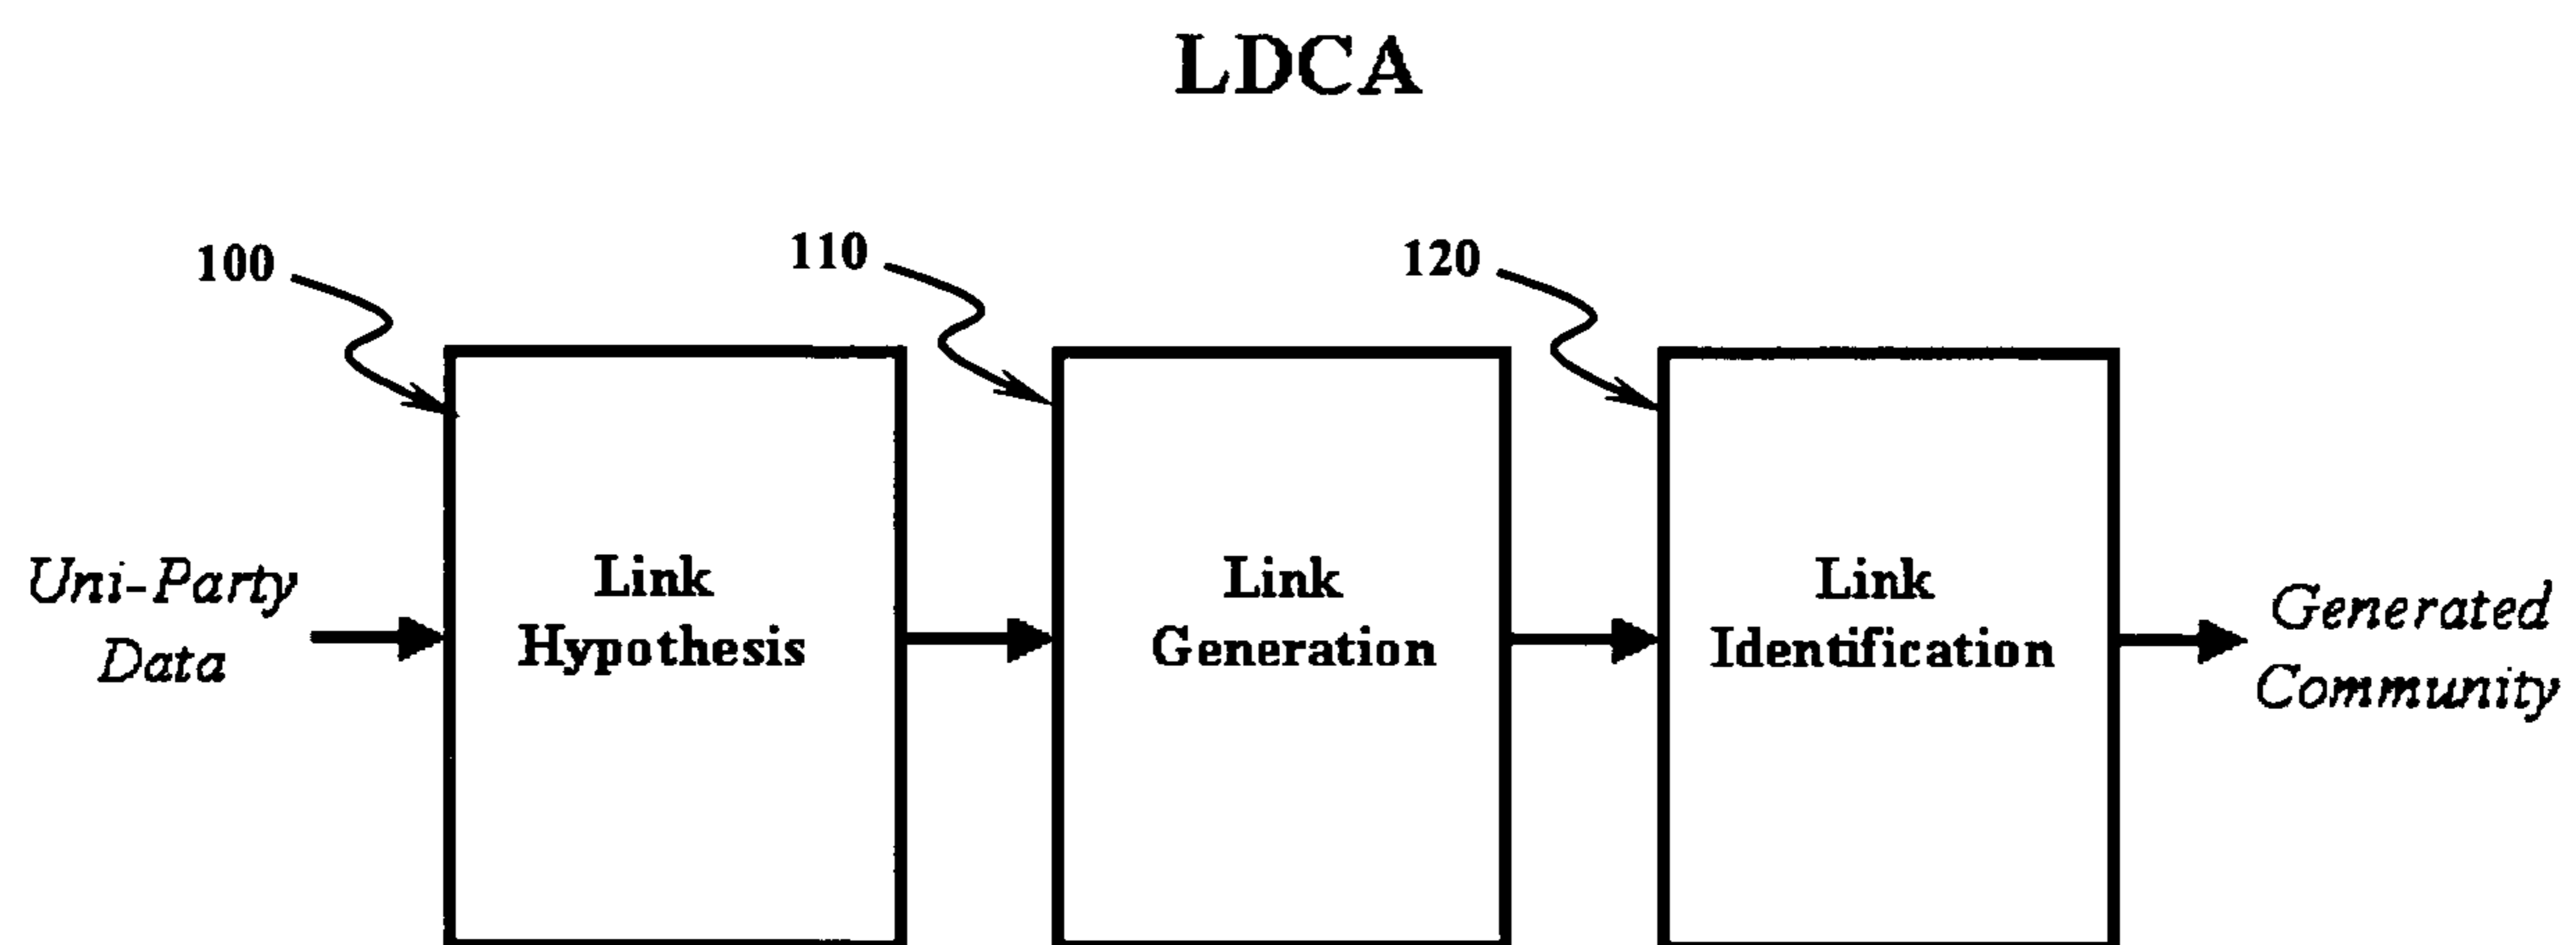 LDCA
100
110
120
Uni-Party
Data
Link
Hypothesis
Link
Generation
Link
Identification
Generated
Community